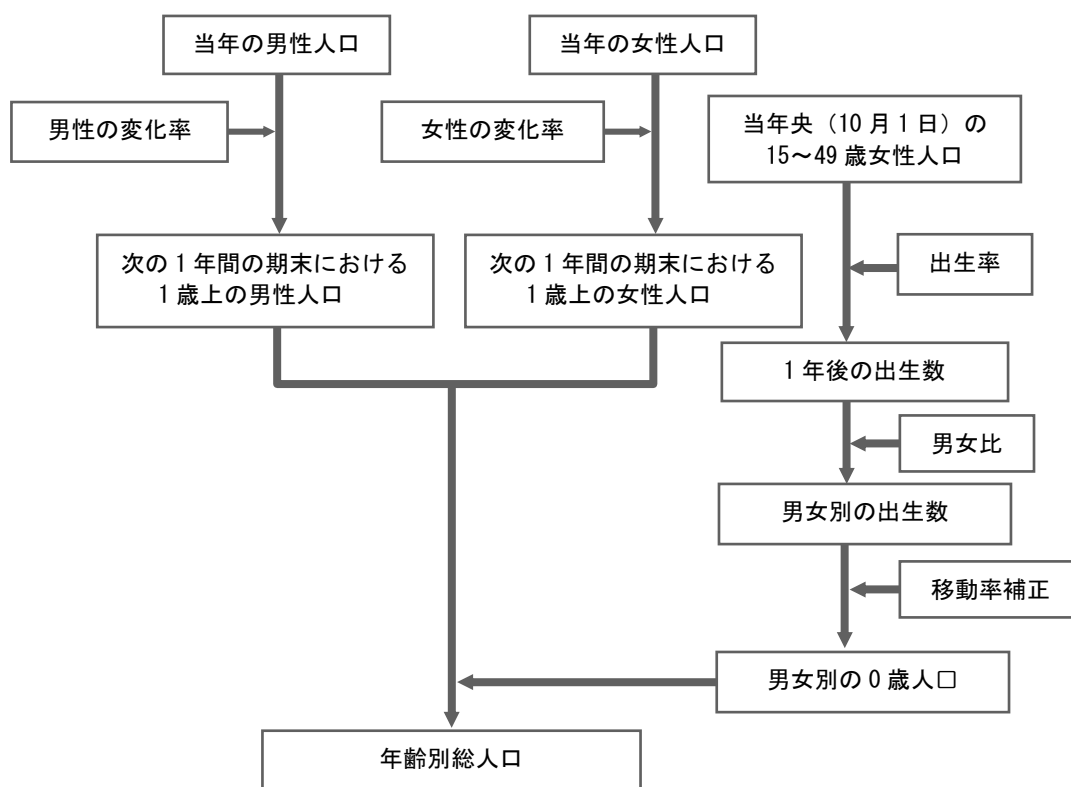 当年の男性人口
当年の女性人口
男性の変化率
女性の変化率
当年央（10月1日）の
15～49歳女性人口
次の1年間の期末における
1歳上の男性人口
次の1年間の期末における
1歳上の女性人口
出生率
1年後の出生数
男女比
男女別の出生数
移動率補正
男女別の0歳人口
年齢別総人口